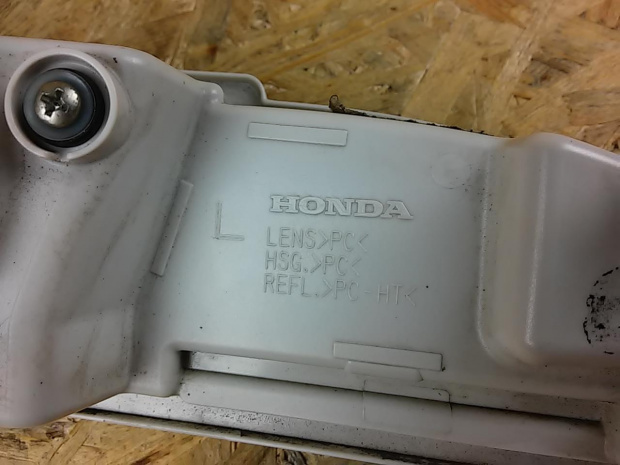 HONDA
L
LENS>PC<
HSG.>PC<
REFL.>PC-HT<